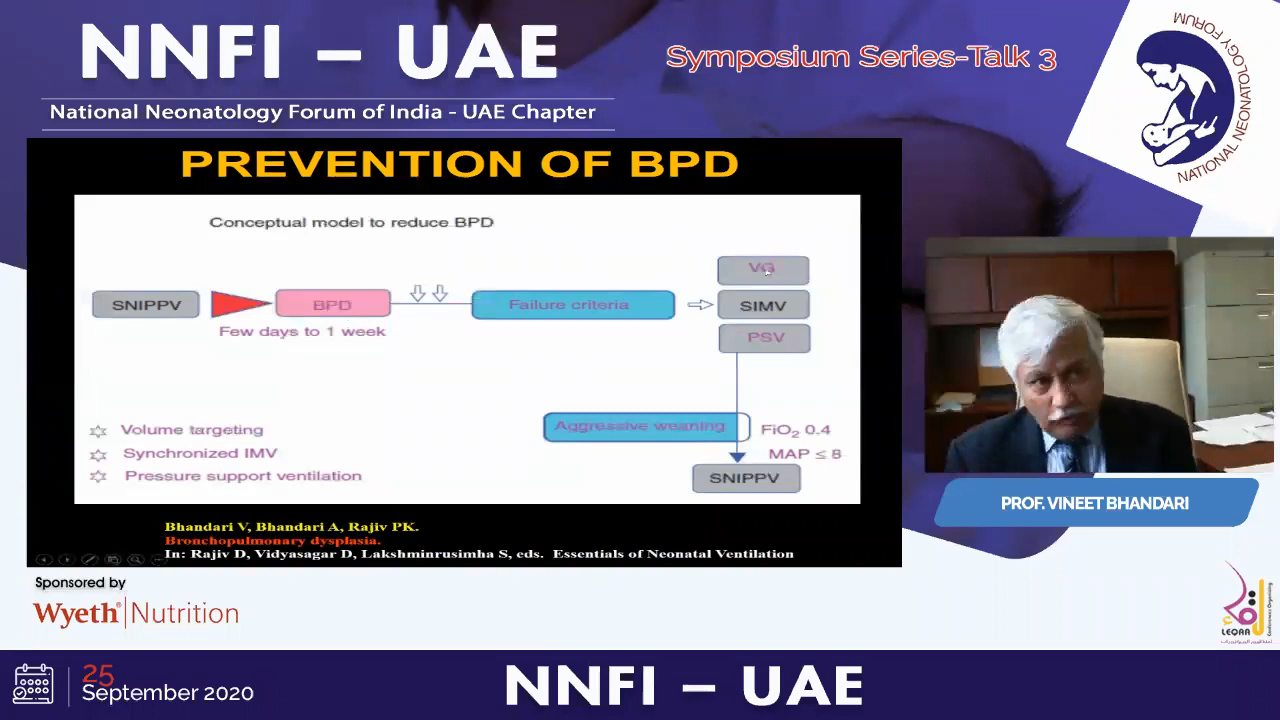 NNFI – UAE
National Neonatology Forum of India - UAE Chapter
Symposium Series-Talk 3
NATIONAL NEONATOLOGY FORUM
PREVENTION OF BPD
Conceptual model to reduce BPD
SNIPPV
BPD
Few days to 1 week
Failure criteria
VG
SIMV
PSV
Volume targeting
Synchronized IMV
Pressure support ventilation
Aggressive weaning
FiO₂ 0.4
MAP ≤ 8
SNIPPV
Bhandari V, Bhandari A, Rajiv PK.
Bronchopulmonary dysplasia.
In: Rajiv D, Vidyasagar D, Lakshminrusimha S, eds. Essentials of Neonatal Ventilation
PROF. VINEET BHANDARI
Sponsored by
Wyeth® Nutrition
LEQAA
25
September 2020
NNFI – UAE